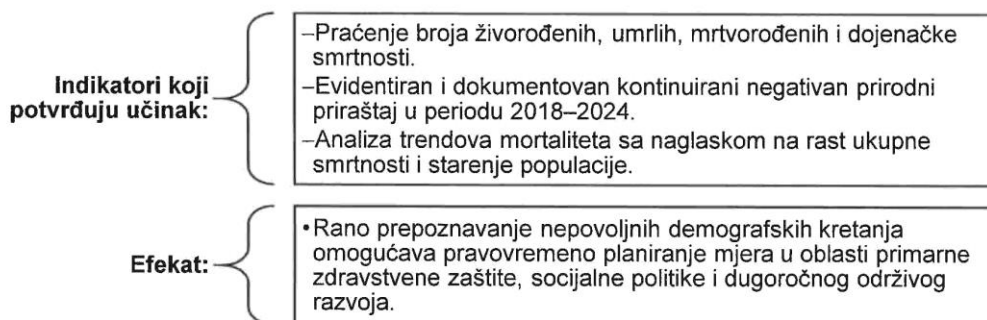 Indikatori koji
potvrđuju učinak:
–Praćenje broja živorođenih, umrlih, mrtvorođenih i dojenačke
smrtnosti.
–Evidentiran i dokumentovan kontinuirani negativan prirodni
priraštaj u periodu 2018–2024.
–Analiza trendova mortaliteta sa naglaskom na rast ukupne
smrtnosti i starenje populacije.
Efekat:
•Rano prepoznavanje nepovoljnih demografskih kretanja
omogućava pravovremeno planiranje mjera u oblasti primarne
zdravstvene zaštite, socijalne politike i dugoročnog održivog
razvoja.